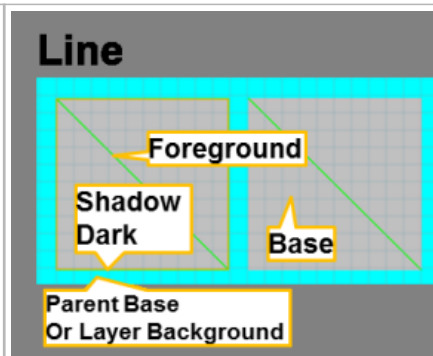 Line
Foreground
Shadow
Dark
Base
Parent Base
Or Layer Background